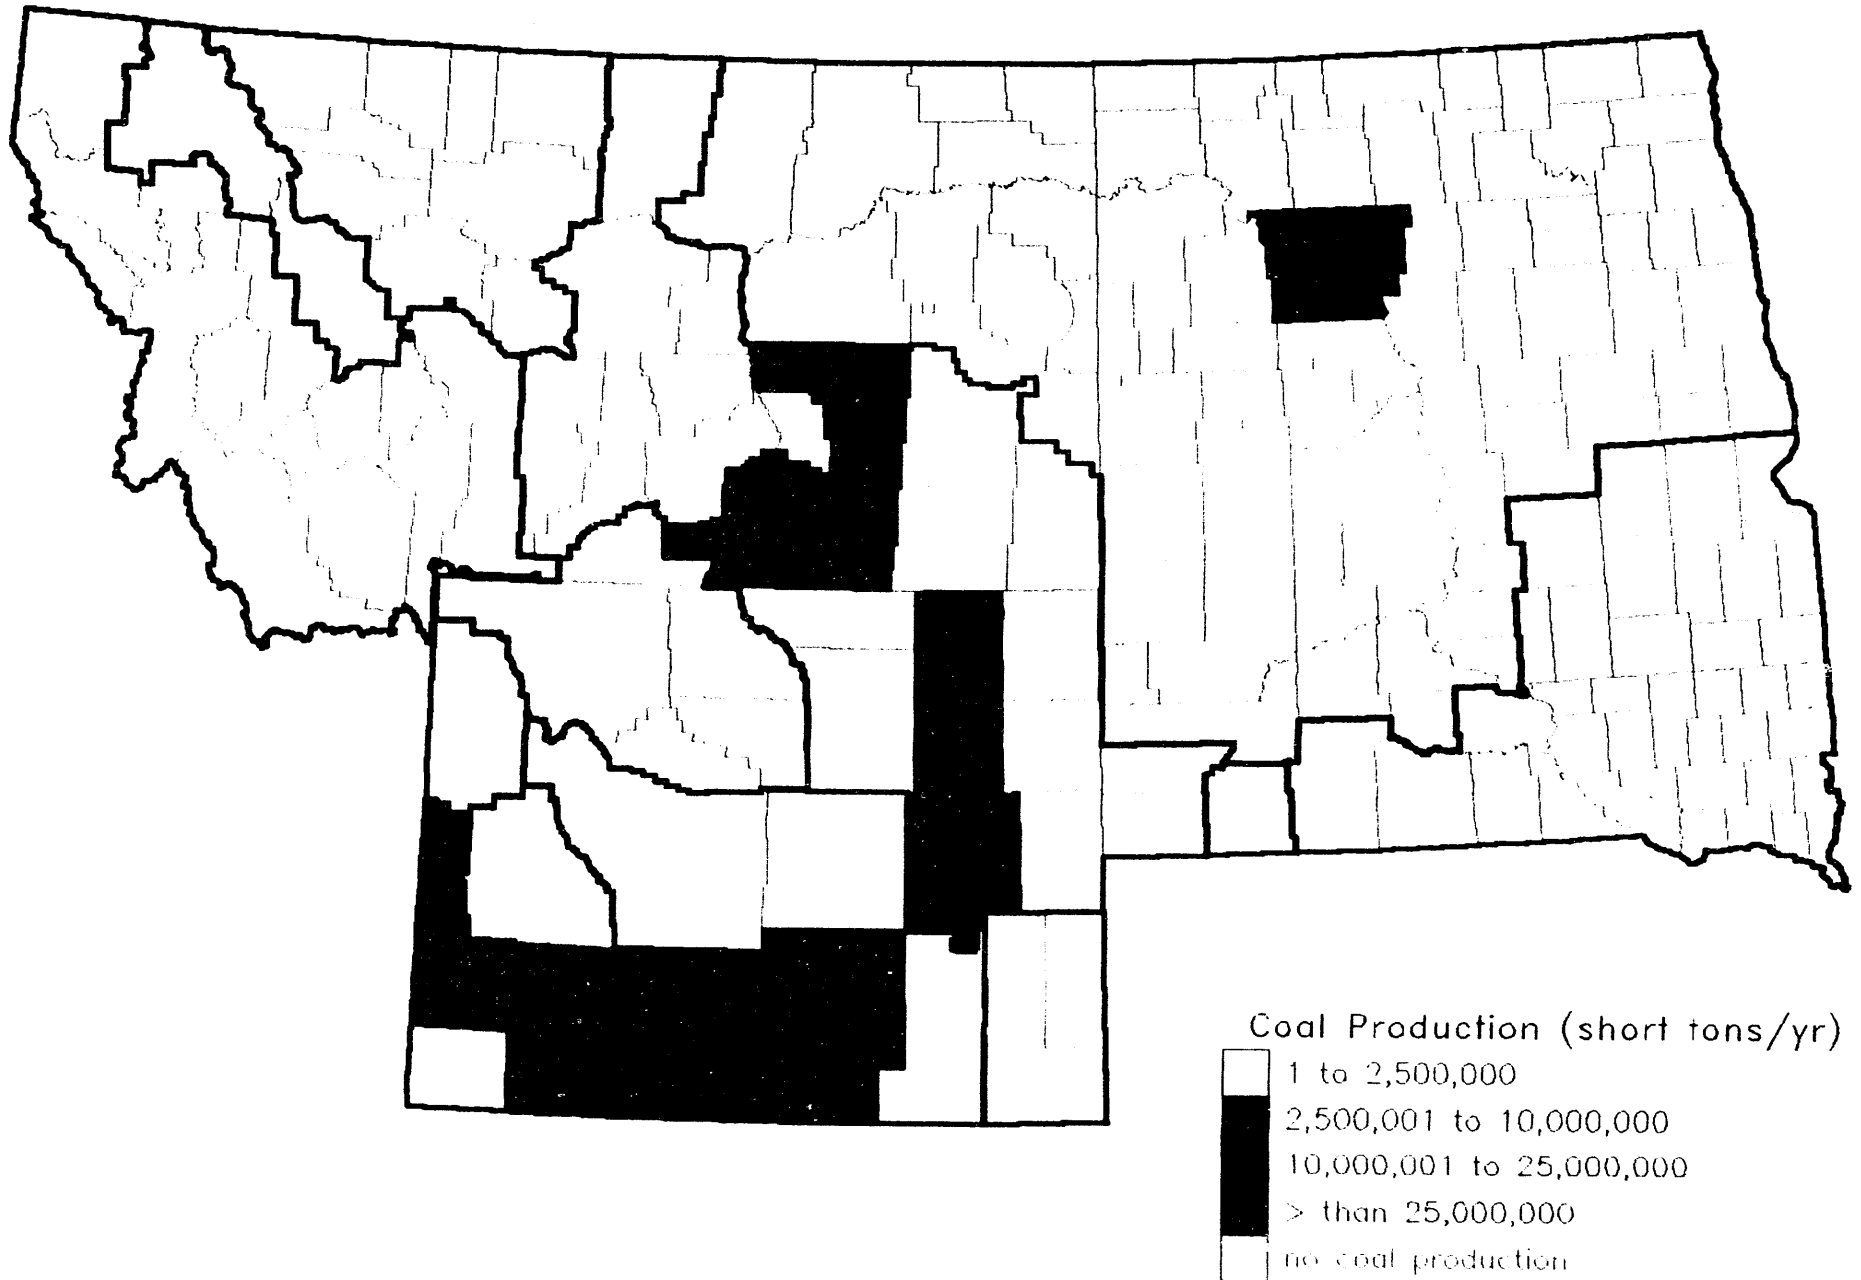 Coal Production (short tons/yr)
1 to 2,500,000
2,500,001 to 10,000,000
10,000,001 to 25,000,000
> than 25,000,000
no coal production